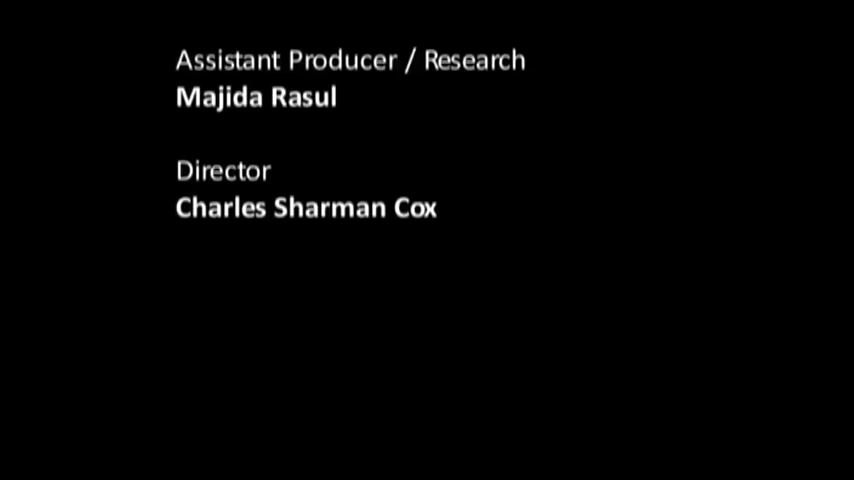 Assistant Producer / Research
Majida Rasul
Director
Charles Sharman Cox